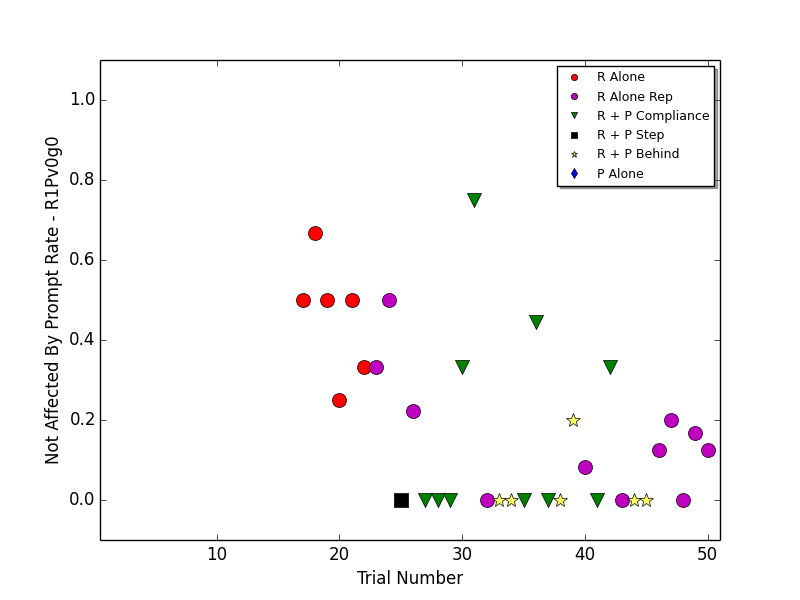 R Alone
R Alone Rep
R + P Compliance
R + P Step
R + P Behind
P Alone
Not Affected By Prompt Rate - R1Pv0g0
1.0
0.8
0.6
0.4
0.2
0.0
10 20 30 40 50
Trial Number